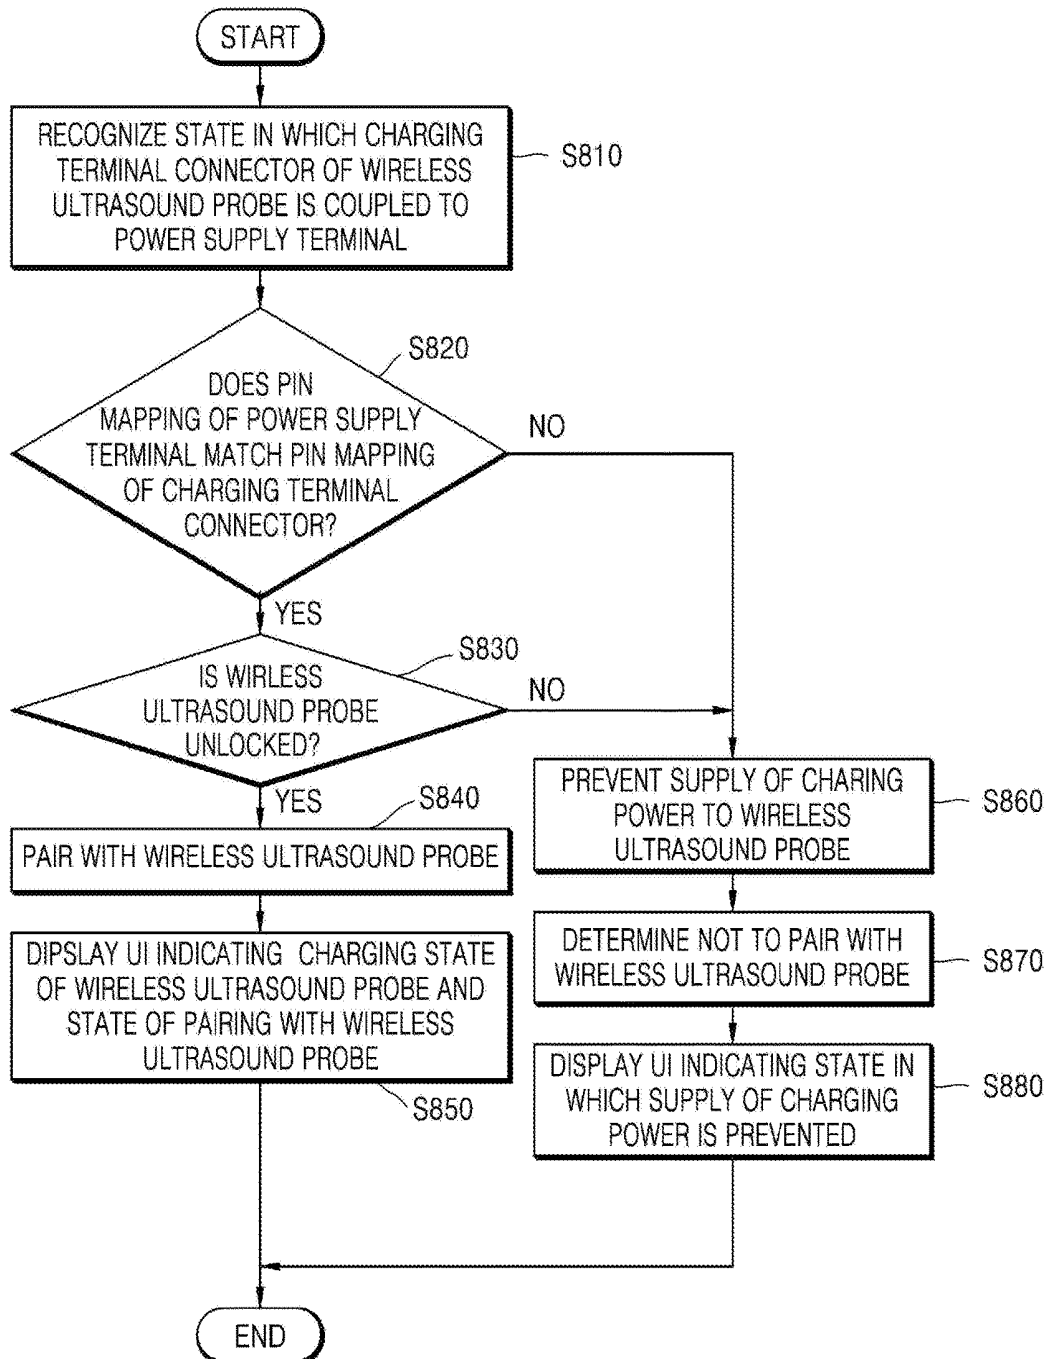 START
RECOGNIZE STATE IN WHICH CHARGING
TERMINAL CONNECTOR OF WIRELESS
ULTRASOUND PROBE IS COUPLED TO
POWER SUPPLY TERMINAL
S810
S820
DOES PIN
MAPPING OF POWER SUPPLY
TERMINAL MATCH PIN MAPPING
OF CHARGING TERMINAL
CONNECTOR?
NO
YES
S830
IS WIRLESS
ULTRASOUND PROBE
UNLOCKED?
NO
YES
S840
PAIR WITH WIRELESS ULTRASOUND PROBE
DIPSLAY UI INDICATING CHARGING STATE
OF WIRELESS ULTRASOUND PROBE AND
STATE OF PAIRING WITH WIRELESS
ULTRASOUND PROBE
S850
PREVENT SUPPLY OF CHARING
POWER TO WIRELESS
ULTRASOUND PROBE
S860
DETERMINE NOT TO PAIR WITH
WIRELESS ULTRASOUND PROBE
S870
DISPLAY UI INDICATING STATE IN
WHICH SUPPLY OF CHARGING
POWER IS PREVENTED
S880
END